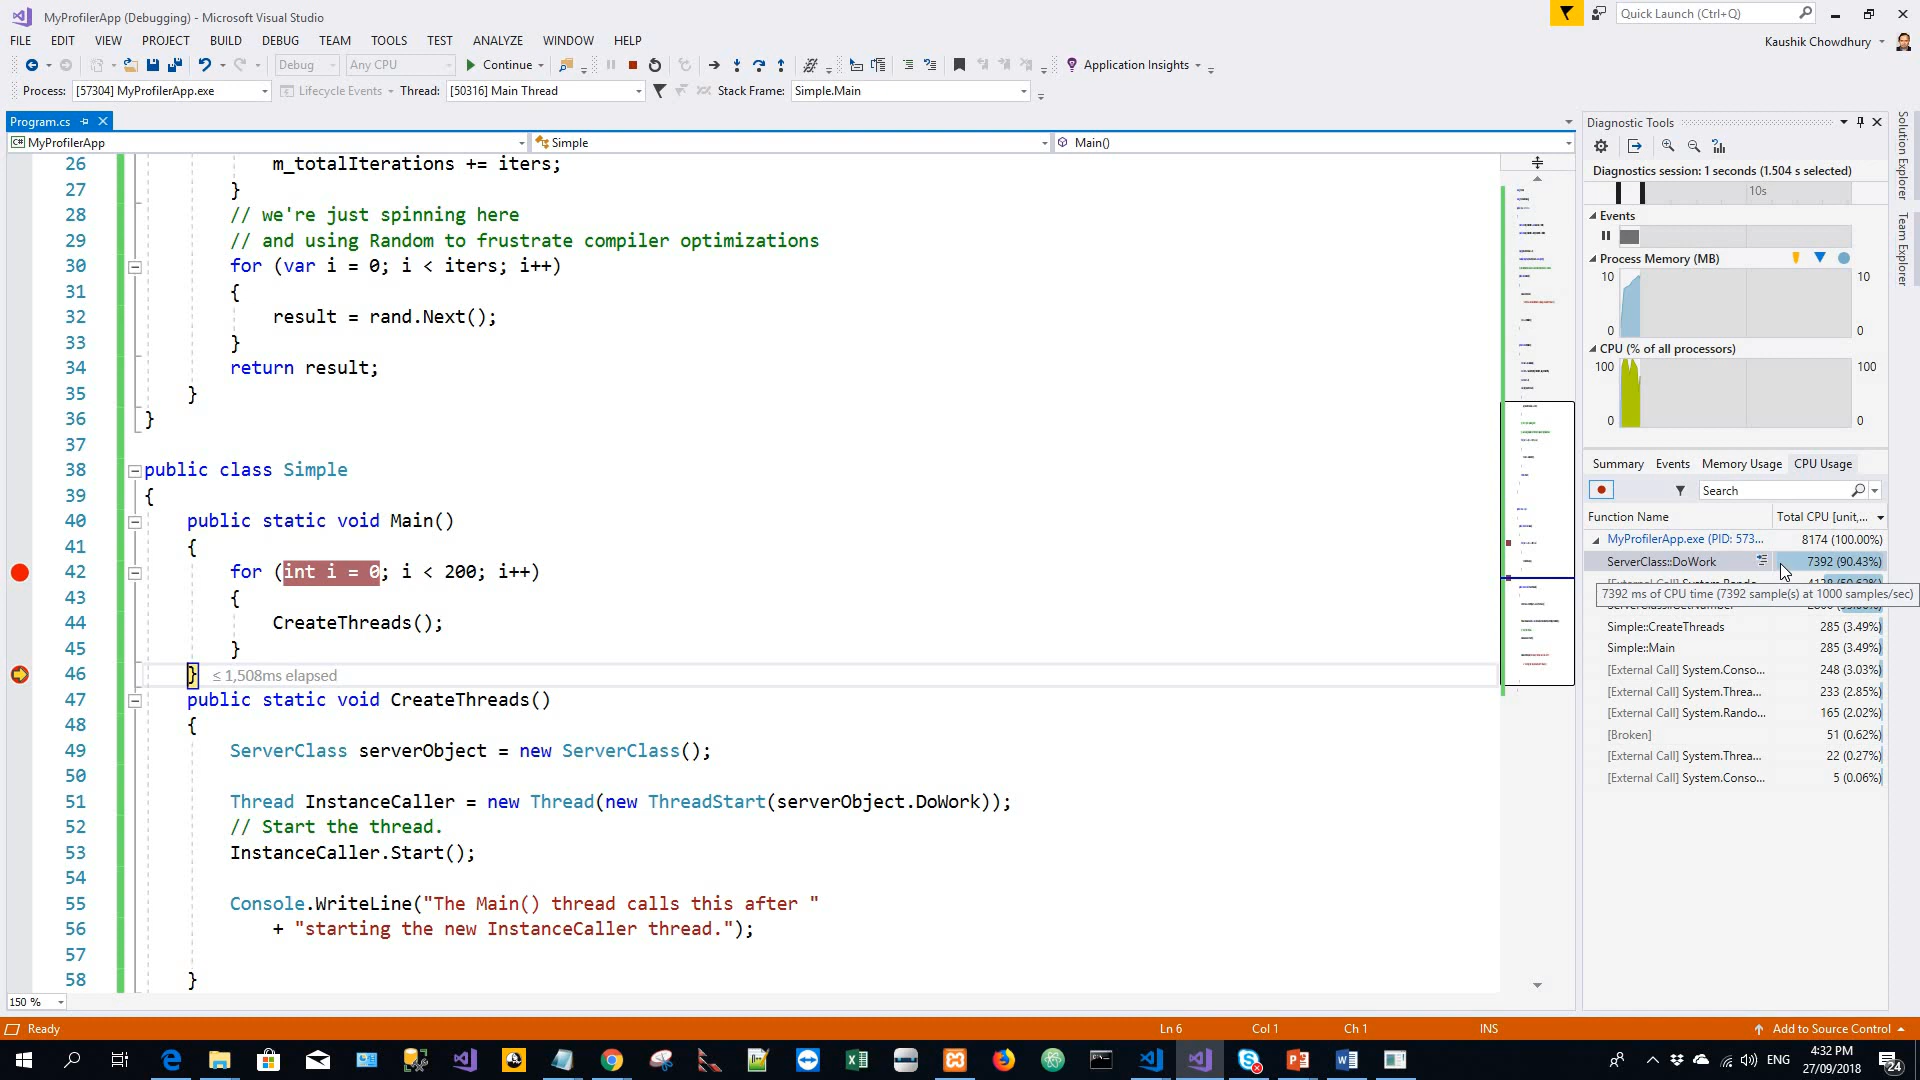 MyProfilerApp (Debugging) - Microsoft Visual Studio
Quick Launch (Ctrl+Q)
FILE EDIT VIEW PROJECT BUILD DEBUG TEAM TOOLS TEST ANALYZE WINDOW HELP
Kaushik Chowdhury
Debug Any CPU Continue Application Insights
Process: [57304] MyProfilerApp.exe Lifecycle Events Thread: [50316] Main Thread Stack Frame: Simple.Main
Program.cs
MyProfilerApp Simple Main()
26 m_totalIterations += iters;
27 }
28 // we're just spinning here
29 // and using Random to frustrate compiler optimizations
30 for (var i = 0; i < iters; i++)
31 {
32 result = rand.Next();
33 }
34 return result;
35 }
36 }
37
38 public class Simple
39 {
40 public static void Main()
41 {
42 for (int i = 0; i < 200; i++)
43 {
44 CreateThreads();
45 }
46 } ≤ 1,508ms elapsed
47 public static void CreateThreads()
48 {
49 ServerClass serverObject = new ServerClass();
50
51 Thread InstanceCaller = new Thread(new ThreadStart(serverObject.DoWork));
52 // Start the thread.
53 InstanceCaller.Start();
54
55 Console.WriteLine("The Main() thread calls this after "
56 + "starting the new InstanceCaller thread.");
57
58 }
150 %
Diagnostic Tools
Diagnostics session: 1 seconds (1.504 s selected)
10s
Events
Process Memory (MB)
10 10
0 0
CPU (% of all processors)
100 100
0 0
Summary Events Memory Usage CPU Usage
Search
Function Name Total CPU [unit,...
MyProfilerApp.exe (PID: 573... 8174 (100.00%)
ServerClass::DoWork 7392 (90.43%)
7392 ms of CPU time (7392 sample(s) at 1000 samples/sec)
Simple::CreateThreads 285 (3.49%)
Simple::Main 285 (3.49%)
[External Call] System.Conso... 248 (3.03%)
[External Call] System.Threa... 233 (2.85%)
[External Call] System.Rando... 165 (2.02%)
[Broken] 51 (0.62%)
[External Call] System.Threa... 22 (0.27%)
[External Call] System.Conso... 5 (0.06%)
Solution Explorer
Team Explorer
Ready Ln 6 Col 1 Ch 1 INS Add to Source Control
ENG
4:32 PM
27/09/2018
24